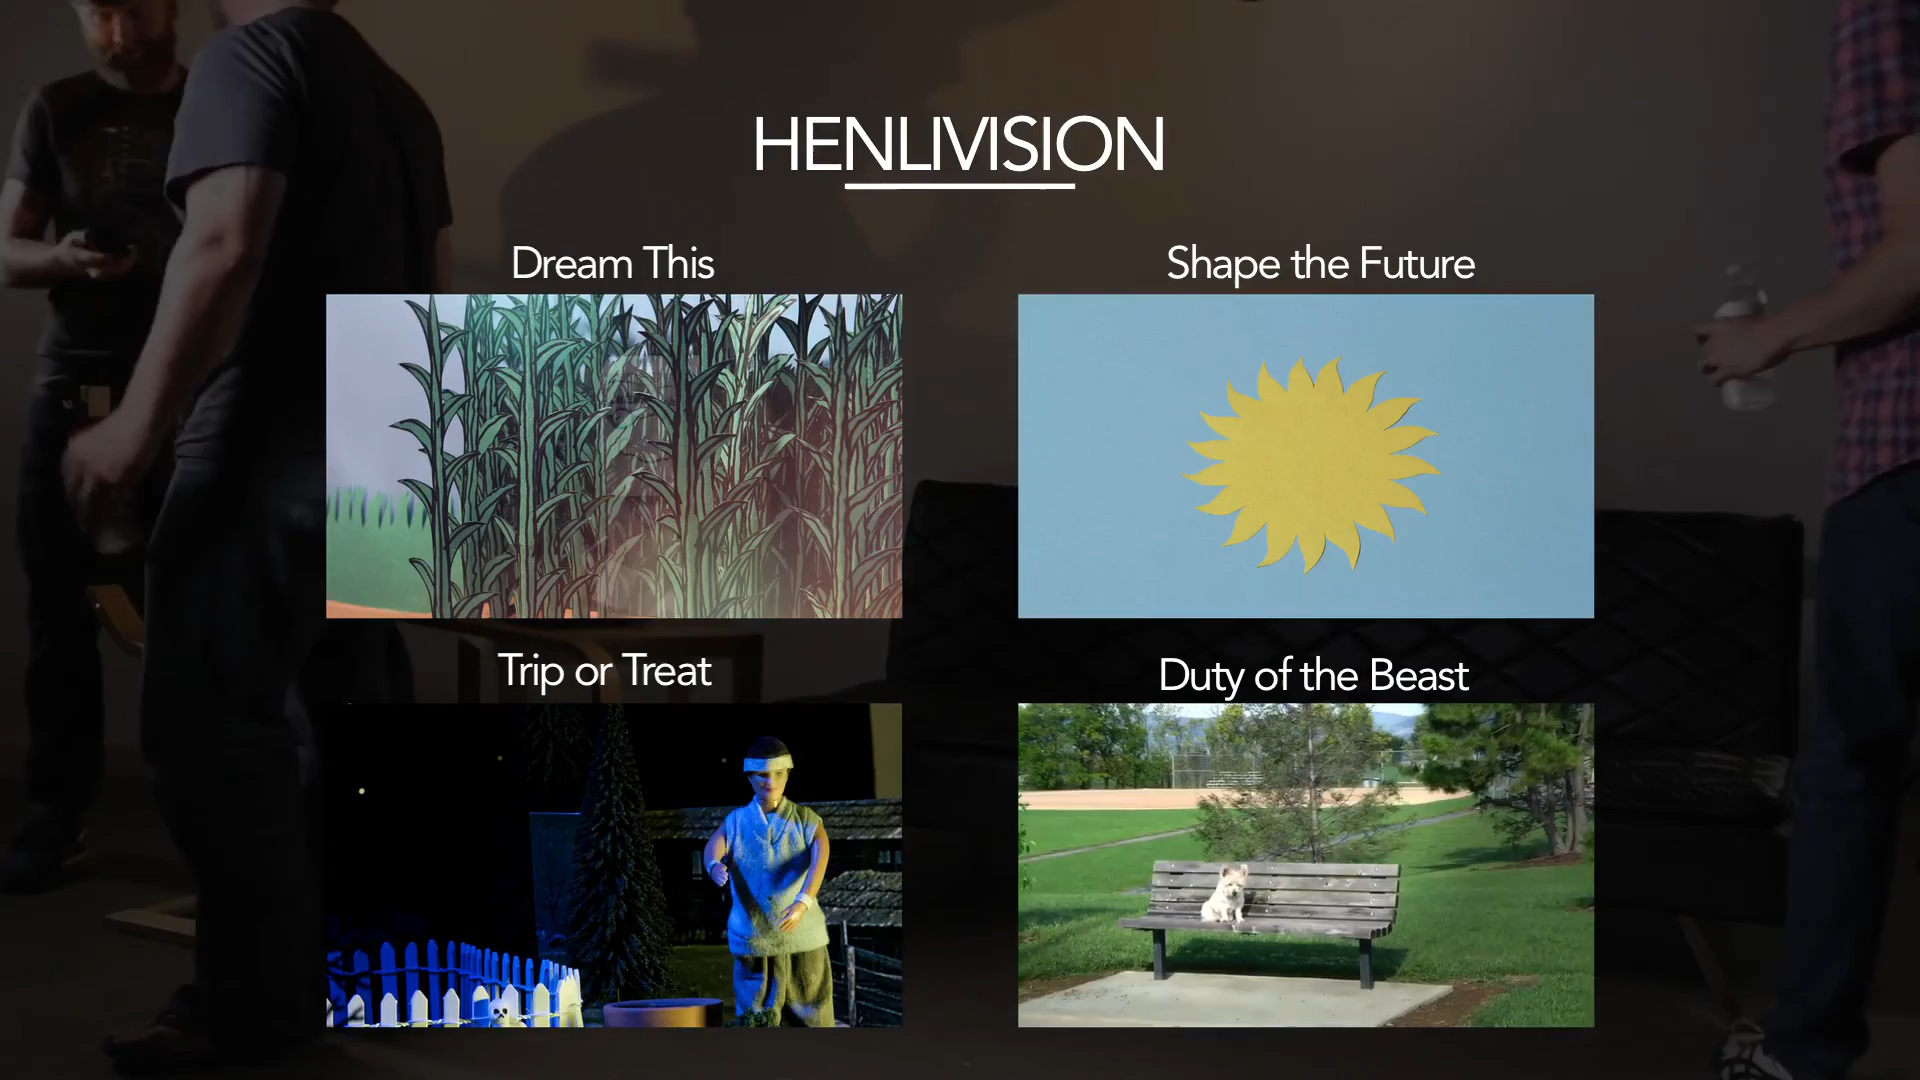 HENLIVISION
Dream This
Shape the Future
Trip or Treat
Duty of the Beast